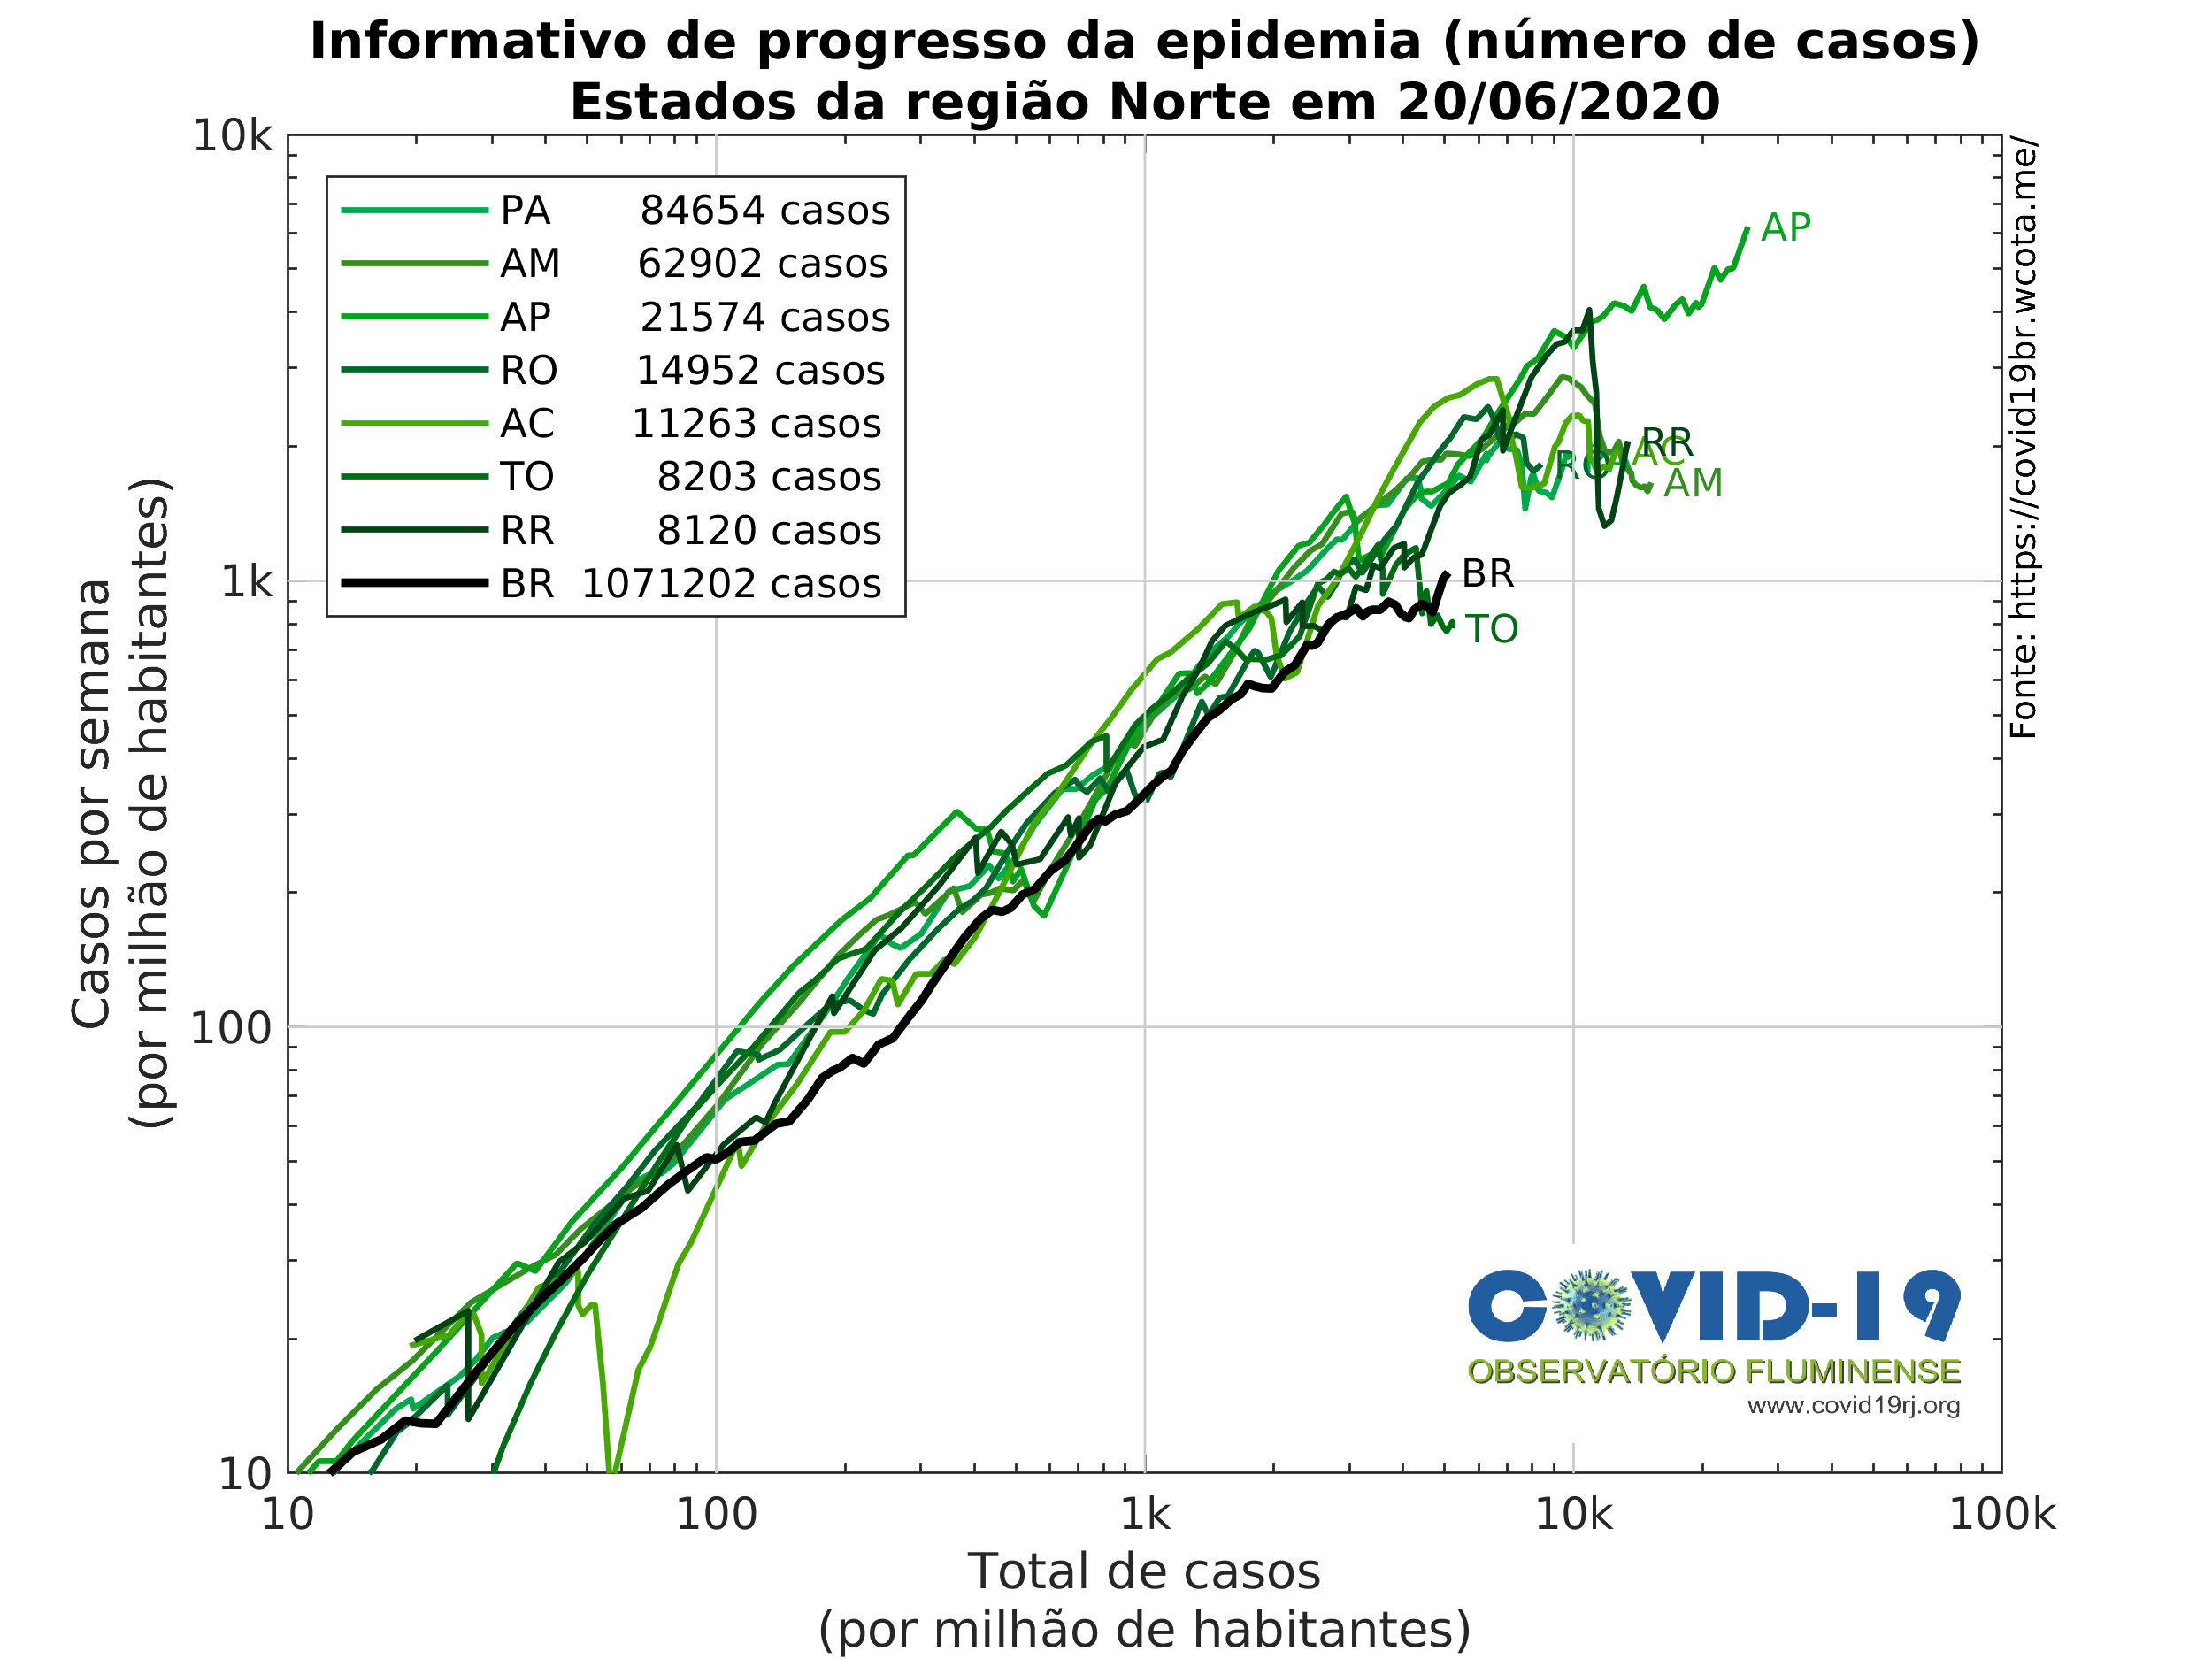 Informativo de progresso da epidemia (número de casos)
Estados da região Norte em 20/06/2020
10k
1k
100
10
10
100
1k
10k
100k
Casos por semana
(por milhão de habitantes)
Total de casos
(por milhão de habitantes)
PA 84654 casos
AM 62902 casos
AP 21574 casos
RO 14952 casos
AC 11263 casos
TO 8203 casos
RR 8120 casos
BR 1071202 casos
AP
RR
AC
RO
AM
BR
TO
Fonte: https://covid19br.wcota.me/
COVID-19
OBSERVATÓRIO FLUMINENSE
www.covid19rj.org